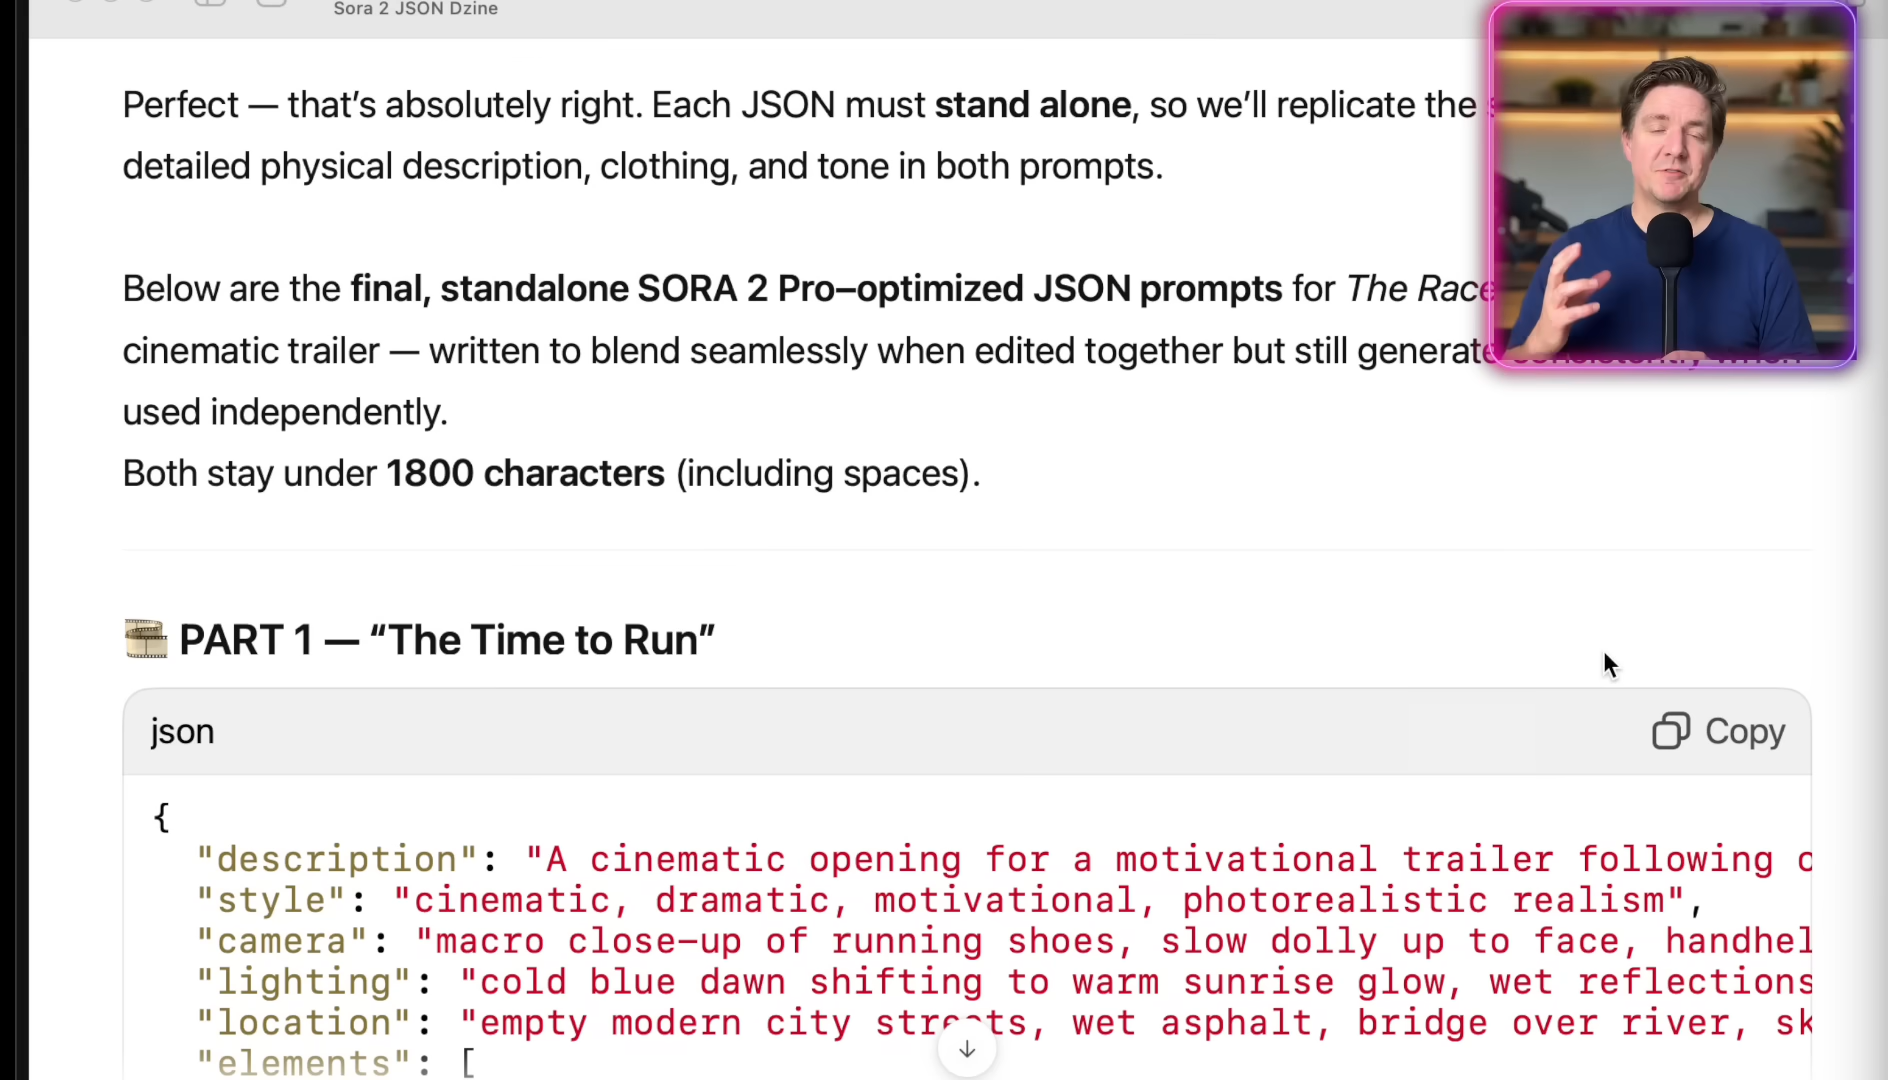 Sora 2 JSON Dzine
Perfect — that’s absolutely right. Each JSON must stand alone, so we’ll replicate the
detailed physical description, clothing, and tone in both prompts.
Below are the final, standalone SORA 2 Pro–optimized JSON prompts for The Race
cinematic trailer — written to blend seamlessly when edited together but still generate consistently when
used independently.
Both stay under 1800 characters (including spaces).
PART 1 — “The Time to Run”
json
Copy
{
"description": "A cinematic opening for a motivational trailer following
"style": "cinematic, dramatic, motivational, photorealistic realism",
"camera": "macro close-up of running shoes, slow dolly up to face, handhel
"lighting": "cold blue dawn shifting to warm sunrise glow, wet reflections
"location": "empty modern city streets, wet asphalt, bridge over river, sk
"elements": [